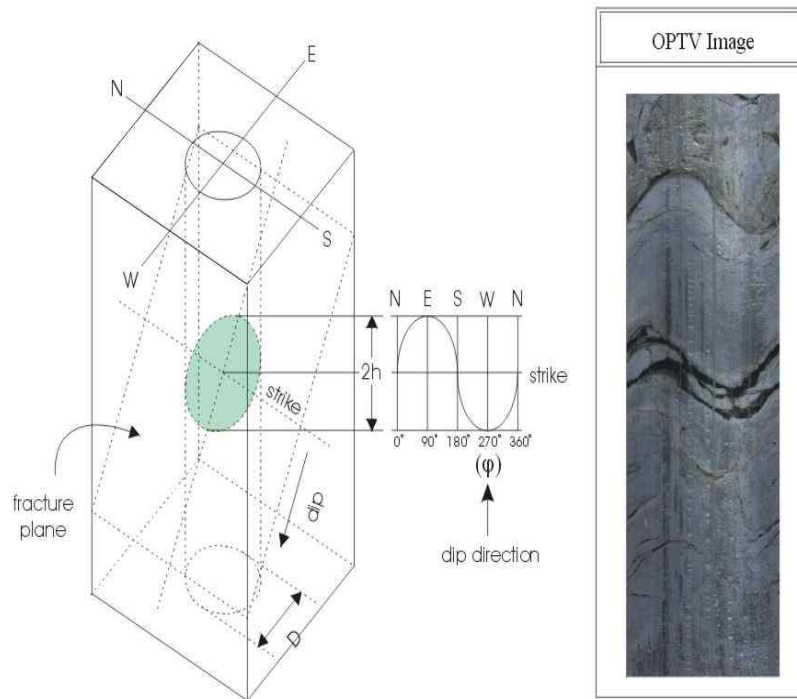 OPTV Image
N
E
S
W
N E S W N
2h
strike
0° 90° 180° 270° 360°
(φ)
dip direction
strike
dip
fracture
plane
D